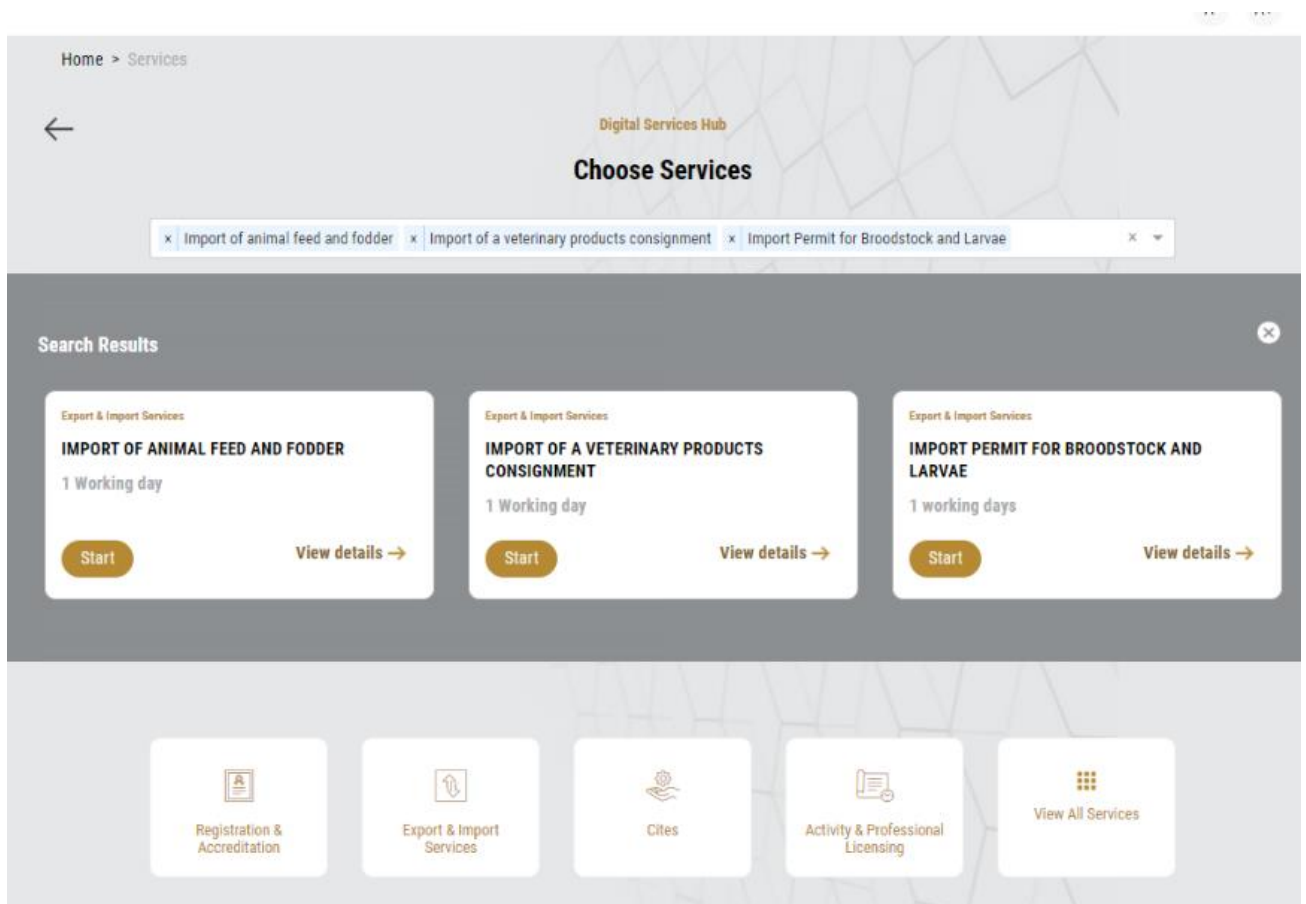 Home > Services
Digital Services Hub
Choose Services
× Import of animal feed and fodder × Import of a veterinary products consignment × Import Permit for Broodstock and Larvae ×
Search Results
Export & Import Services
IMPORT OF ANIMAL FEED AND FODDER
1 Working day
Start
View details →
Export & Import Services
IMPORT OF A VETERINARY PRODUCTS
CONSIGNMENT
1 Working day
Start
View details →
Export & Import Services
IMPORT PERMIT FOR BROODSTOCK AND
LARVAE
1 working days
Start
View details →
Registration &
Accreditation
Export & Import
Services
Cites
Activity & Professional
Licensing
View All Services